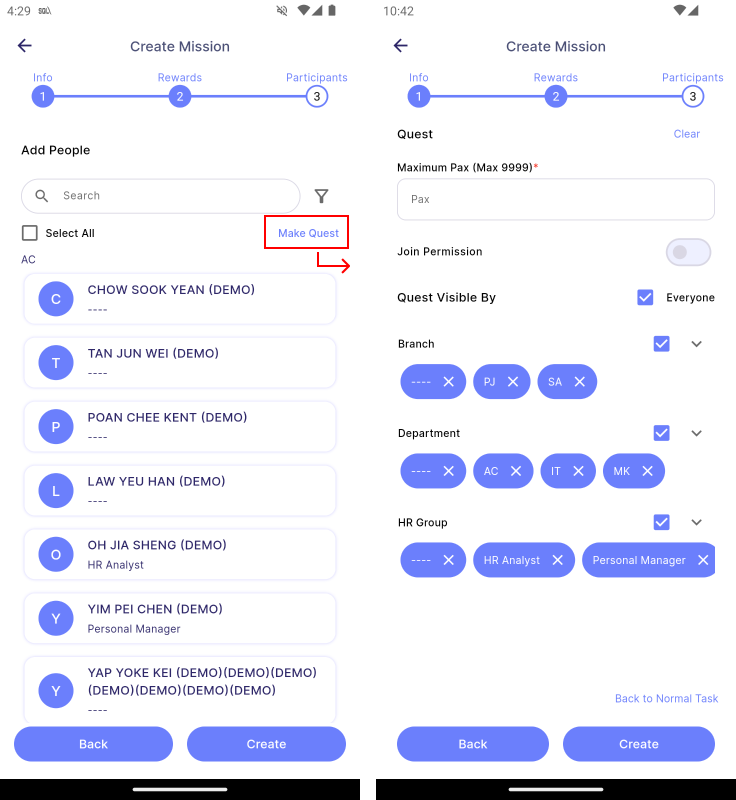 4:29
Create Mission
Info Rewards Participants
1 2 3
Add People
Search
Select All Make Quest
AC
C CHOW SOOK YEAN (DEMO)
----
T TAN JUN WEI (DEMO)
----
P POAN CHEE KENT (DEMO)
----
L LAW YEU HAN (DEMO)
----
O OH JIA SHENG (DEMO)
HR Analyst
Y YIM PEI CHEN (DEMO)
Personal Manager
Y YAP YOKE KEI (DEMO)(DEMO)(DEMO)
(DEMO)(DEMO)(DEMO)(DEMO)
----
Back Create
10:42
Create Mission
Info Rewards Participants
1 2 3
Quest Clear
Maximum Pax (Max 9999)*
Pax
Join Permission
Quest Visible By Everyone
Branch
---- PJ SA
Department
---- AC IT MK
HR Group
---- HR Analyst Personal Manager
Back to Normal Task
Back Create